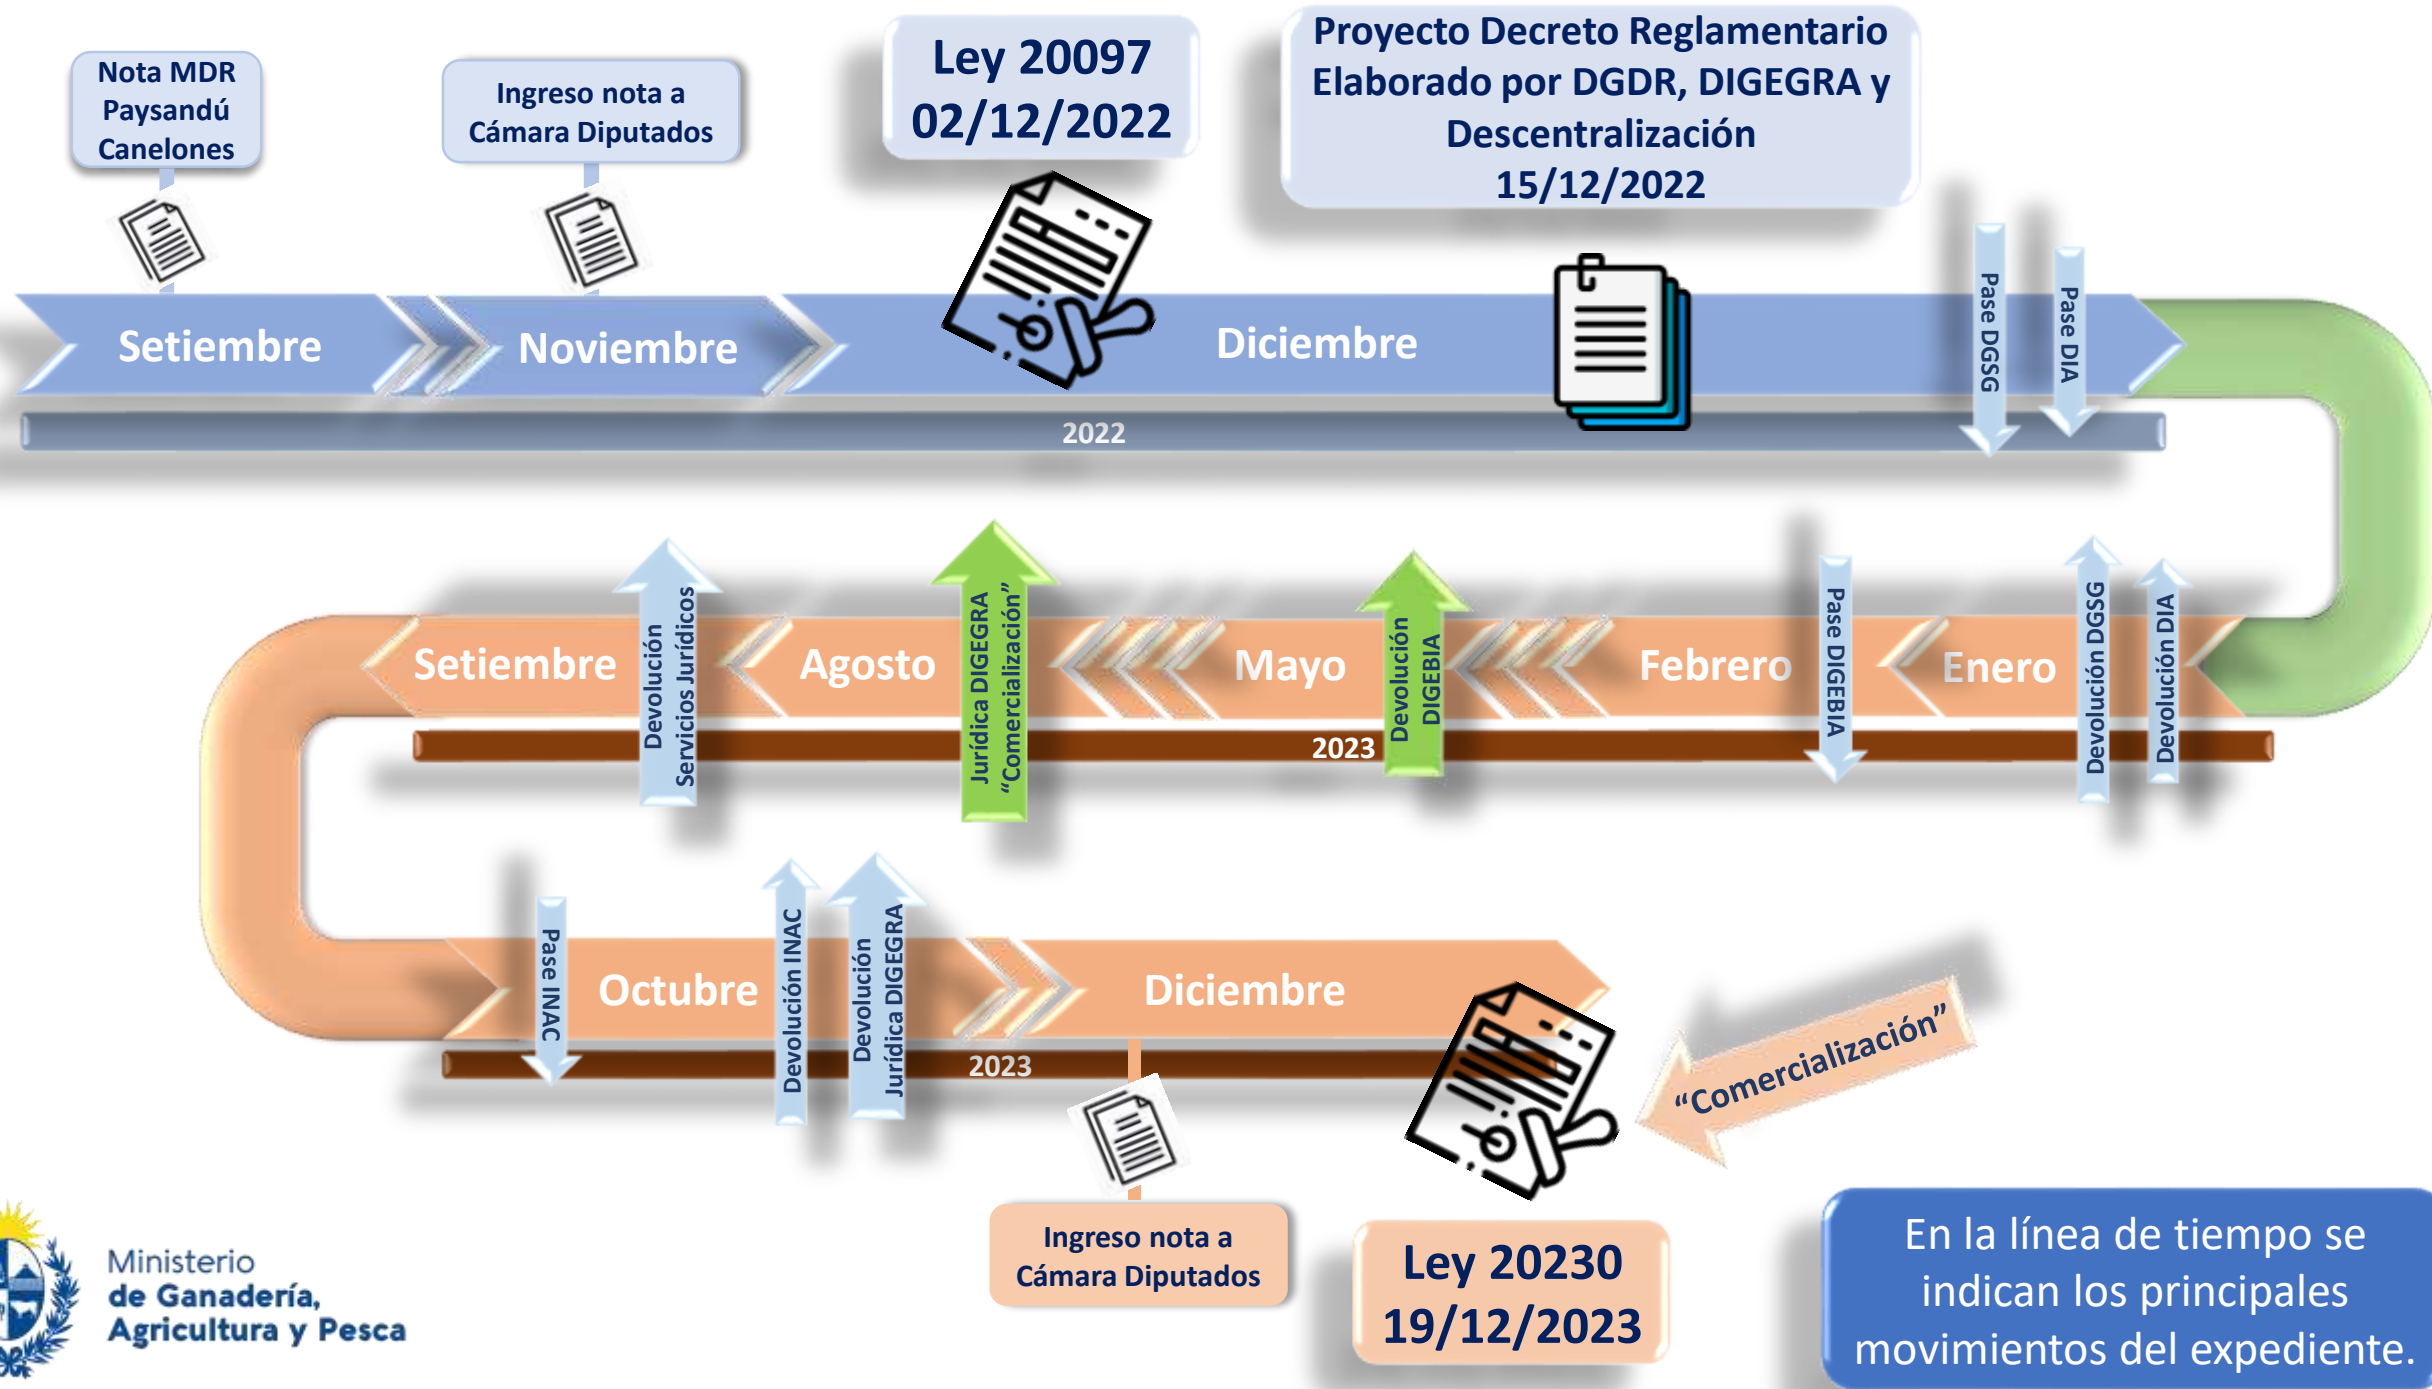 Nota MDR
Paysandú
Canelones
Ingreso nota a
Cámara Diputados
Ley 20097
02/12/2022
Proyecto Decreto Reglamentario
Elaborado por DGDR, DIGEGRA y
Descentralización
15/12/2022
Setiembre
Noviembre
Diciembre
Pase DGSG
Pase DIA
2022
Devolución DIA
Devolución DGSG
Enero
Pase DIGEBIA
Febrero
Devolución
DIGEBIA
Mayo
Jurídica DIGEGRA
“Comercialización”
Agosto
Devolución
Servicios Jurídicos
Setiembre
2023
Pase INAC
Octubre
Devolución INAC
Devolución
Jurídica DIGEGRA
Diciembre
2023
“Comercialización”
Ingreso nota a
Cámara Diputados
Ley 20230
19/12/2023
Ministerio
de Ganadería,
Agricultura y Pesca
En la línea de tiempo se
indican los principales
movimientos del expediente.